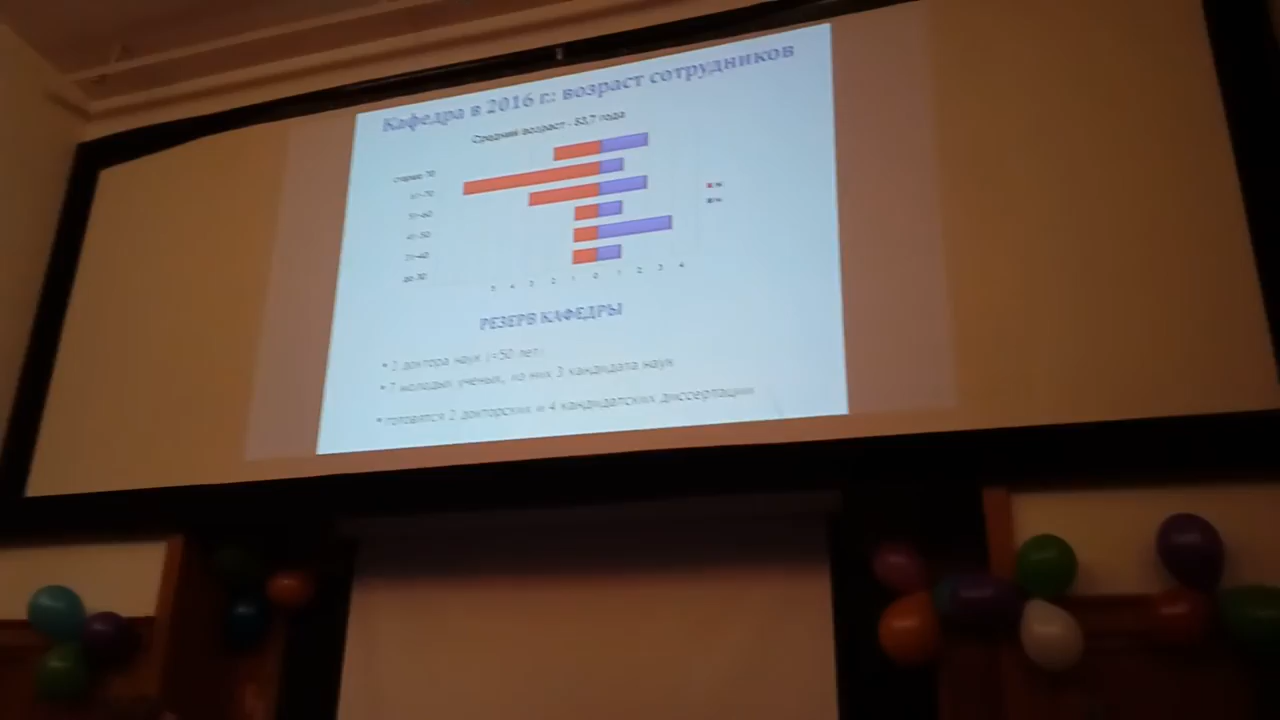 Кафедра в 2016 г.: возраст сотрудников
Средний возраст - 53,7 года
старше 70
61-70
51-60
41-50
31-40
до 30
5 4 3 2 1 0 1 2 3 4
РЕЗЕРВ КАФЕДРЫ
• 2 доктора наук (=50 лет)
• 7 молодых ученых, из них 3 кандидата наук
• готовятся 2 докторских и 4 кандидатских диссертации